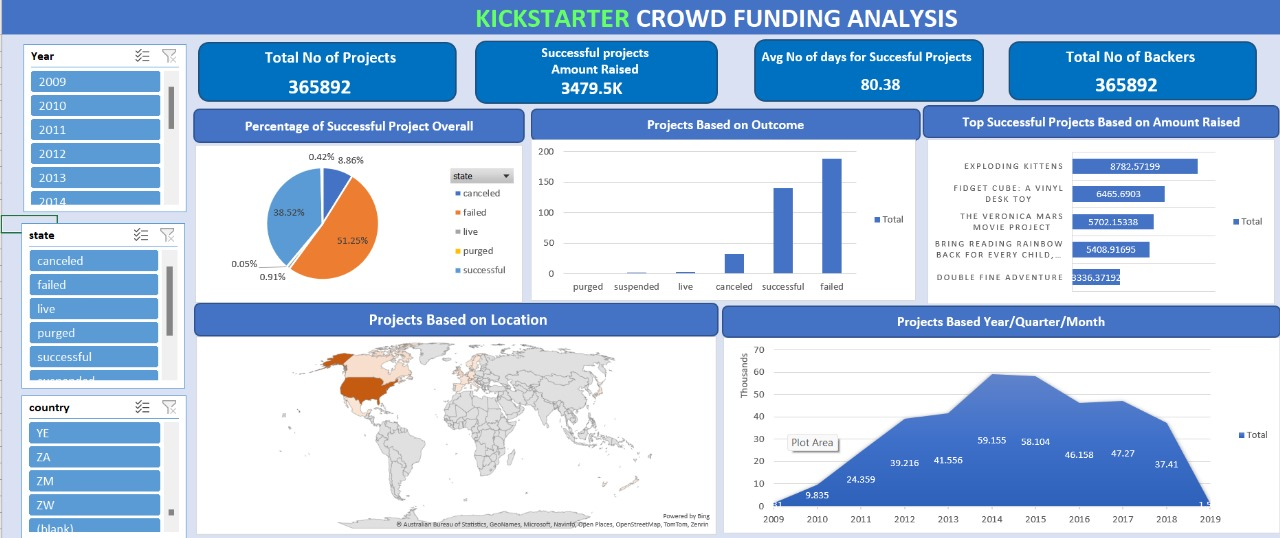 KICKSTARTER CROWD FUNDING ANALYSIS
Year
2009
2010
2011
2012
2013
2014
state
canceled
failed
live
purged
successful
suspended
country
YE
ZA
ZM
ZW
(blank)
Total No of Projects
365892
Successful projects
Amount Raised
3479.5K
Avg No of days for Succesful Projects
80.38
Total No of Backers
365892
Percentage of Successful Project Overall
0.42%
8.86%
38.52%
51.25%
0.05%
0.91%
state
canceled
failed
live
purged
successful
Projects Based on Outcome
200
150
100
50
0
purged
suspended
live
canceled
successful
failed
Total
Top Successful Projects Based on Amount Raised
EXPLODING KITTENS
8782.57199
FIDGET CUBE: A VINYL
DESK TOY
6465.6903
THE VERONICA MARS
MOVIE PROJECT
5702.15338
BRING READING RAINBOW
BACK FOR EVERY CHILD,...
5408.91695
DOUBLE FINE ADVENTURE
3336.37192
Total
Projects Based on Location
Powered by Bing
© Australian Bureau of Statistics, GeoNames, Microsoft, Navinfo, Open Places, OpenStreetMap, TomTom, Zenrin
Projects Based Year/Quarter/Month
Thousands
70
60
50
40
30
20
10
0
Plot Area
9.835
24.359
39.216
41.556
59.155
58.104
46.158
47.27
37.41
2009
2010
2011
2012
2013
2014
2015
2016
2017
2018
2019
Total